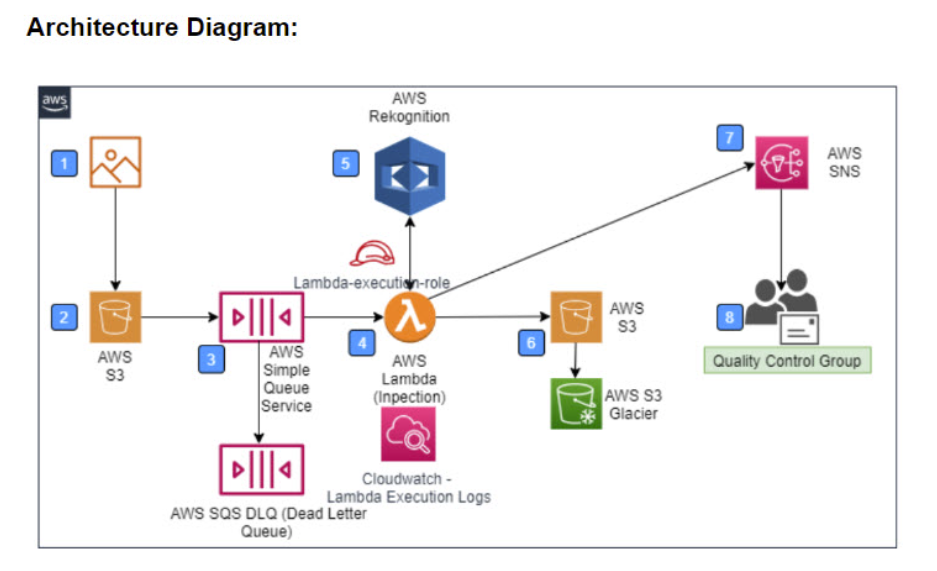 Architecture Diagram:
aws
AWS
Rekognition
1
5
7
AWS
SNS
Lambda-execution-role
2
AWS
S3
3
AWS
Simple
Queue
Service
4
AWS
Lambda
(Inpection)
6
AWS
S3
8
Quality Control Group
AWS S3
Glacier
Cloudwatch -
Lambda Execution Logs
AWS SQS DLQ (Dead Letter
Queue)